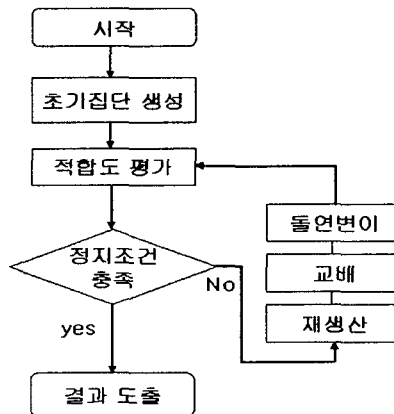 시작
초기집단 생성
적합도 평가
정지조건
충족
No
yes
결과 도출
돌연변이
교배
재생산